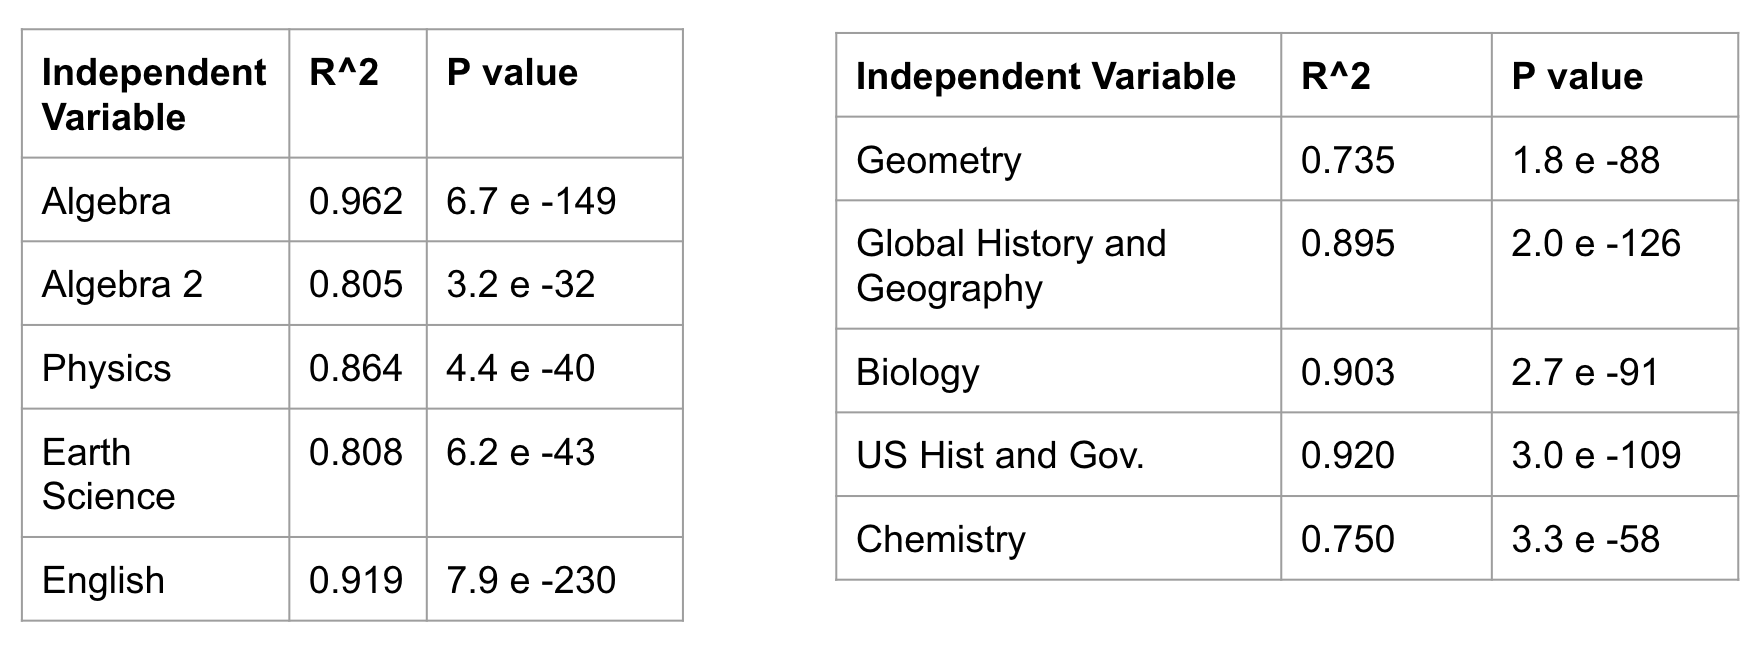 Independent Variable R^2 P value
Algebra 0.962 6.7 e -149
Algebra 2 0.805 3.2 e -32
Physics 0.864 4.4 e -40
Earth Science 0.808 6.2 e -43
English 0.919 7.9 e -230
Independent Variable R^2 P value
Geometry 0.735 1.8 e -88
Global History and Geography 0.895 2.0 e -126
Biology 0.903 2.7 e -91
US Hist and Gov. 0.920 3.0 e -109
Chemistry 0.750 3.3 e -58